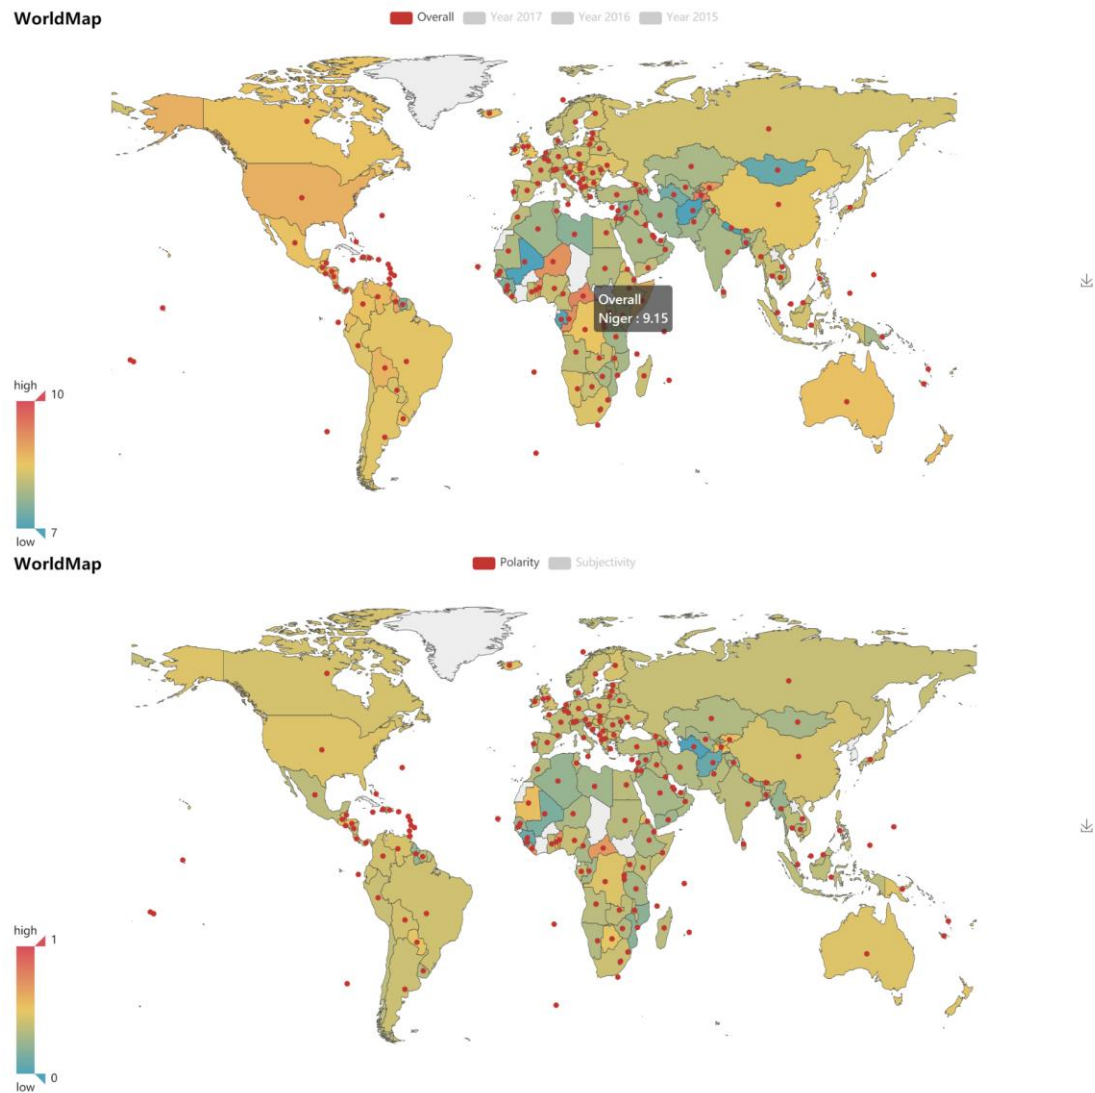 WorldMap
Overall Year 2017 Year 2016 Year 2015
Overall
Niger : 9.15
high
10
7
low
WorldMap
Polarity Subjectivity
high
1
0
low